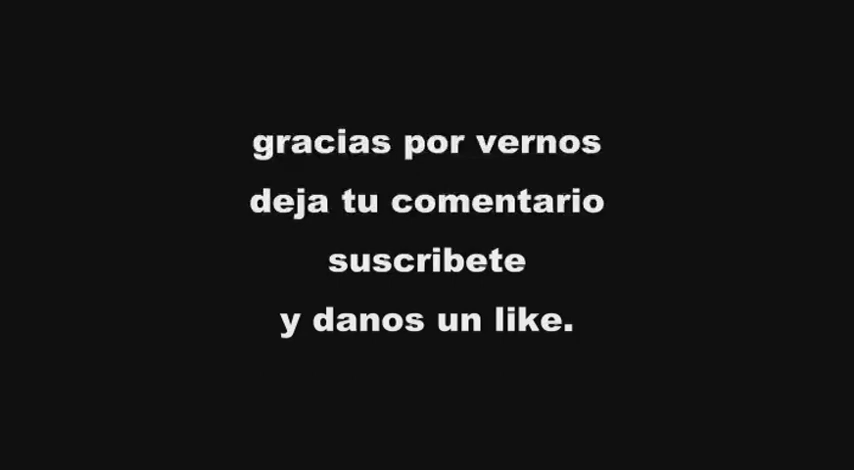 gracias por vernos
deja tu comentario
suscribete
y danos un like.